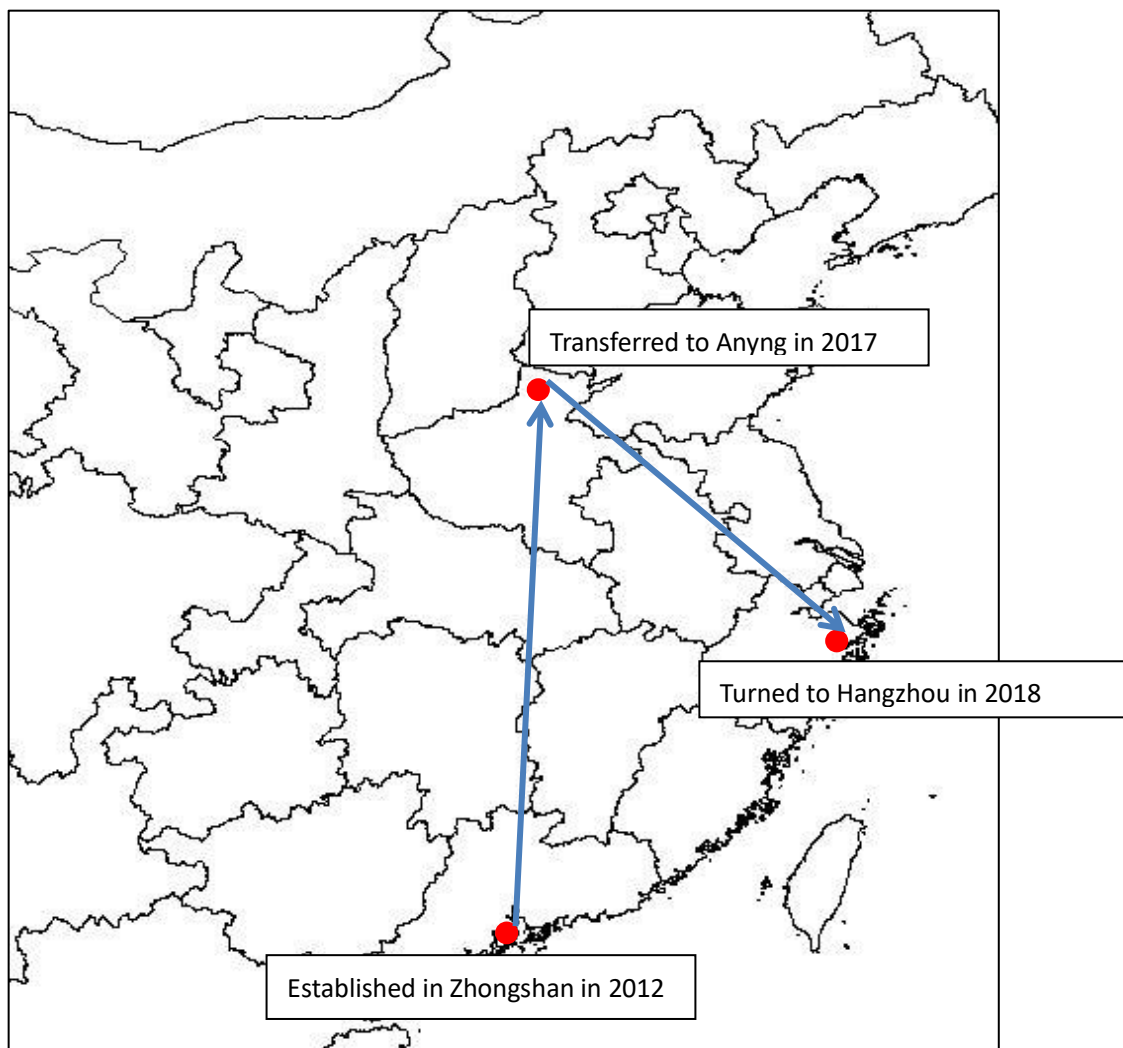 Transferred to Anyng in 2017
Turned to Hangzhou in 2018
Established in Zhongshan in 2012